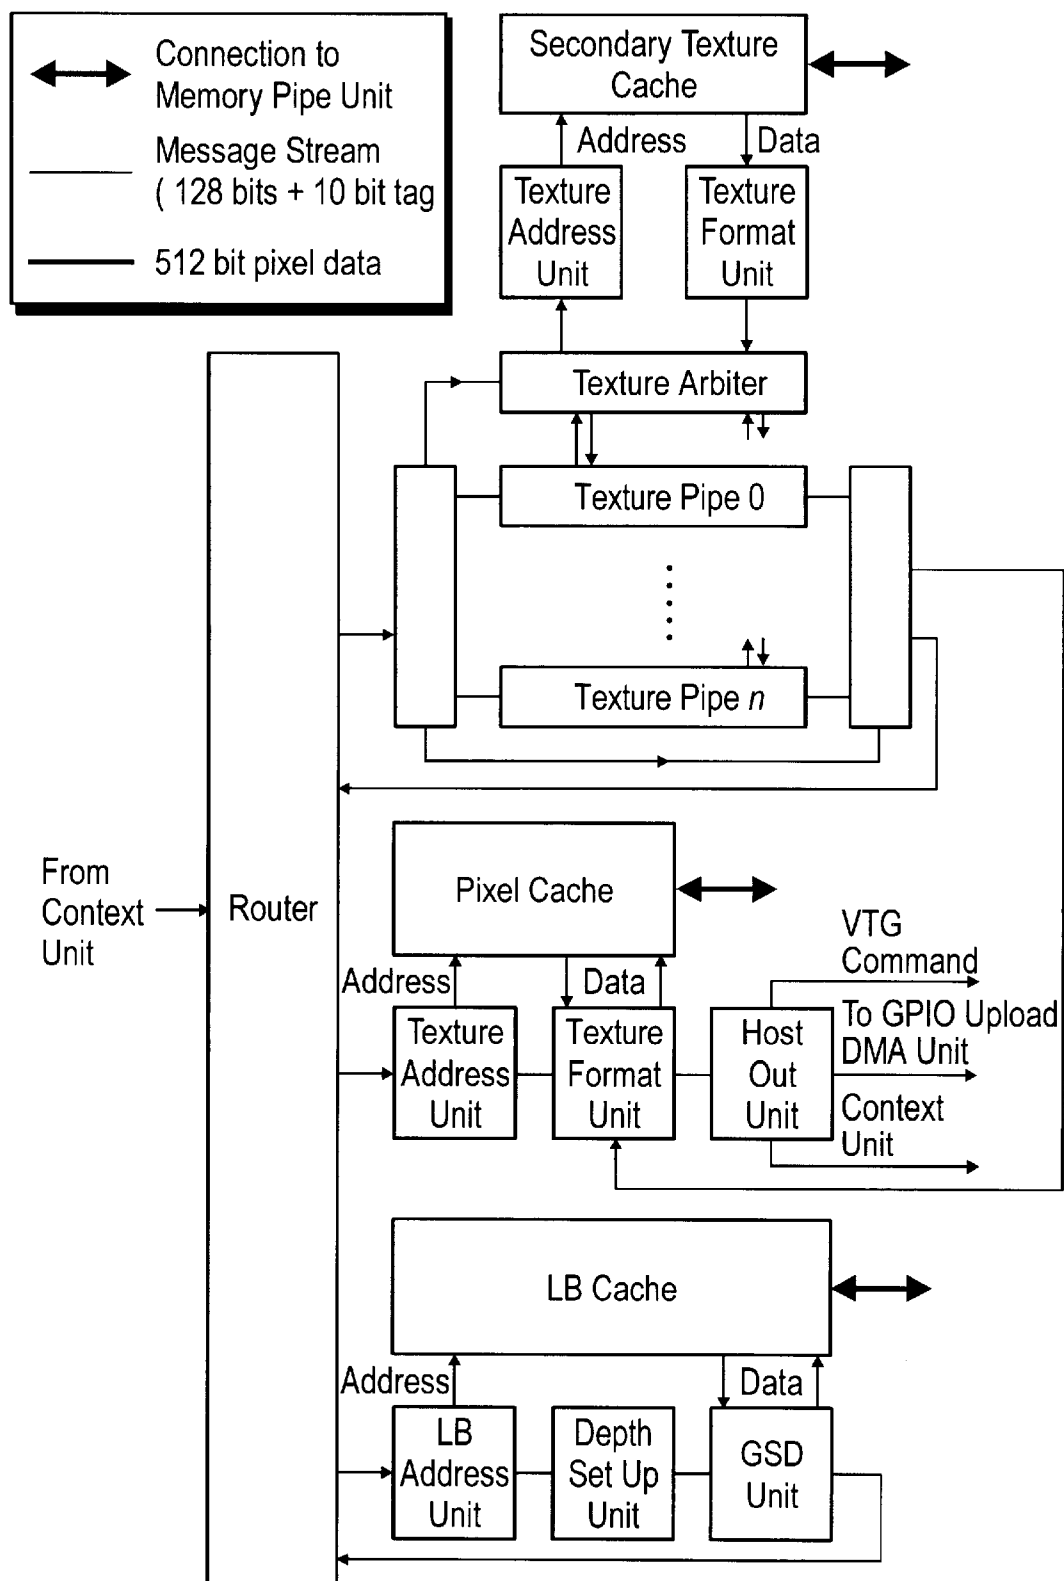 Connection to
Memory Pipe Unit
Message Stream
( 128 bits + 10 bit tag
512 bit pixel data
Secondary Texture
Cache
Address
Data
Texture
Address
Unit
Texture
Format
Unit
Texture Arbiter
Texture Pipe 0
Texture Pipe n
From
Context
Unit
Router
Pixel Cache
Address
Data
Texture
Address
Unit
Texture
Format
Unit
Host
Out
Unit
VTG
Command
To GPIO Upload
DMA Unit
Context
Unit
LB Cache
Address
Data
LB
Address
Unit
Depth
Set Up
Unit
GSD
Unit